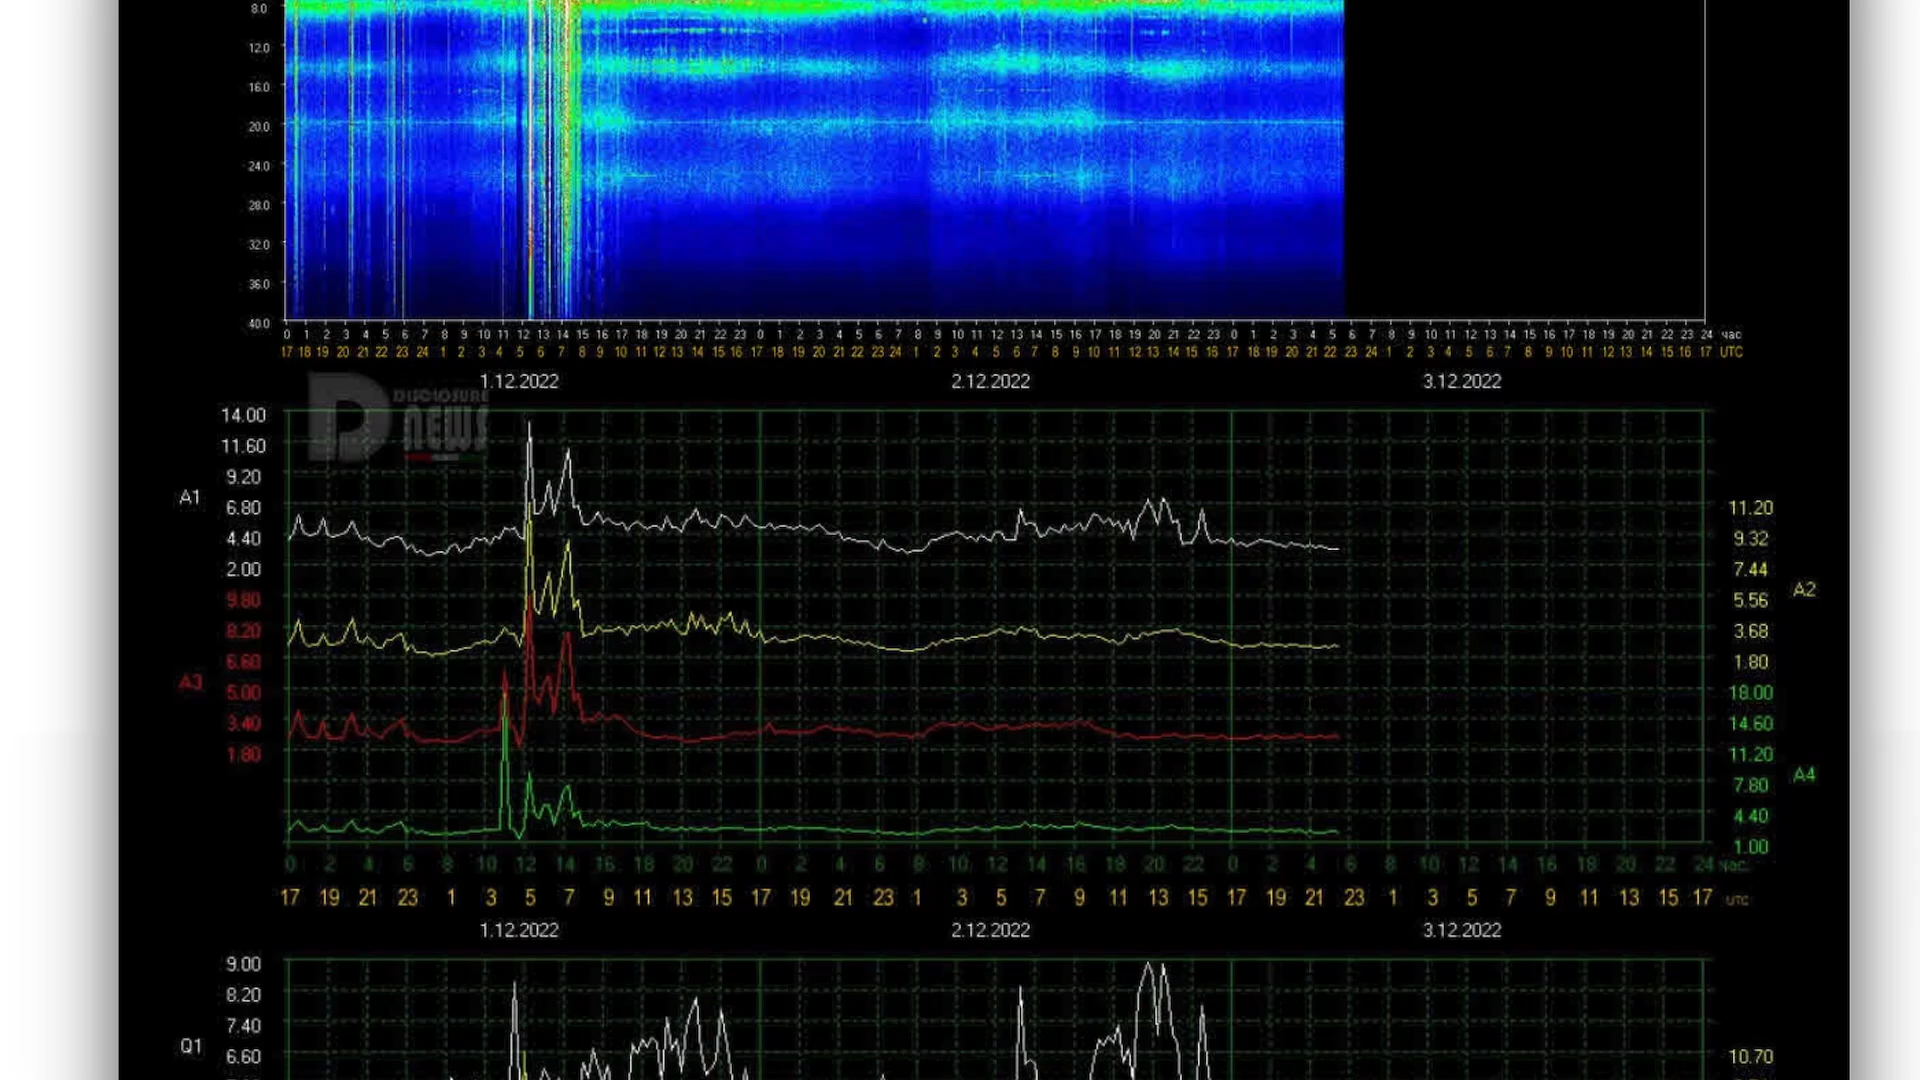 8.0
12.0
16.0
20.0
24.0
28.0
32.0
36.0
40.0
0 1 2 3 4 5 6 7 8 9 10 11 12 13 14 15 16 17 18 19 20 21 22 23 0 1 2 3 4 5 6 7 8 9 10 11 12 13 14 15 16 17 18 19 20 21 22 23 0 1 2 3 4 5 6 7 8 9 10 11 12 13 14 15 16 17 18 19 20 21 22 23 24 час
17 18 19 20 21 22 23 24 1 2 3 4 5 6 7 8 9 10 11 12 13 14 15 16 17 18 19 20 21 22 23 24 1 2 3 4 5 6 7 8 9 10 11 12 13 14 15 16 17 18 19 20 21 22 23 24 1 2 3 4 5 6 7 8 9 10 11 12 13 14 15 16 17 UTC
1.12.2022 2.12.2022 3.12.2022
DISCLOSURE
NEWS
14.00
11.60
9.20
A1
6.80 11.20
4.40 9.32
2.00 7.44
A2
9.80 5.56
8.20 3.68
6.60 1.80
A3
5.00 18.00
3.40 14.60
1.80 11.20
A4
7.80
4.40
1.00
0 2 4 6 8 10 12 14 16 18 20 22 0 2 4 6 8 10 12 14 16 18 20 22 0 2 4 6 8 10 12 14 16 18 20 22 24 час
17 19 21 23 1 3 5 7 9 11 13 15 17 19 21 23 1 3 5 7 9 11 13 15 17 19 21 23 1 3 5 7 9 11 13 15 17 UTC
1.12.2022 2.12.2022 3.12.2022
9.00
8.20
7.40
Q1
6.60 10.70